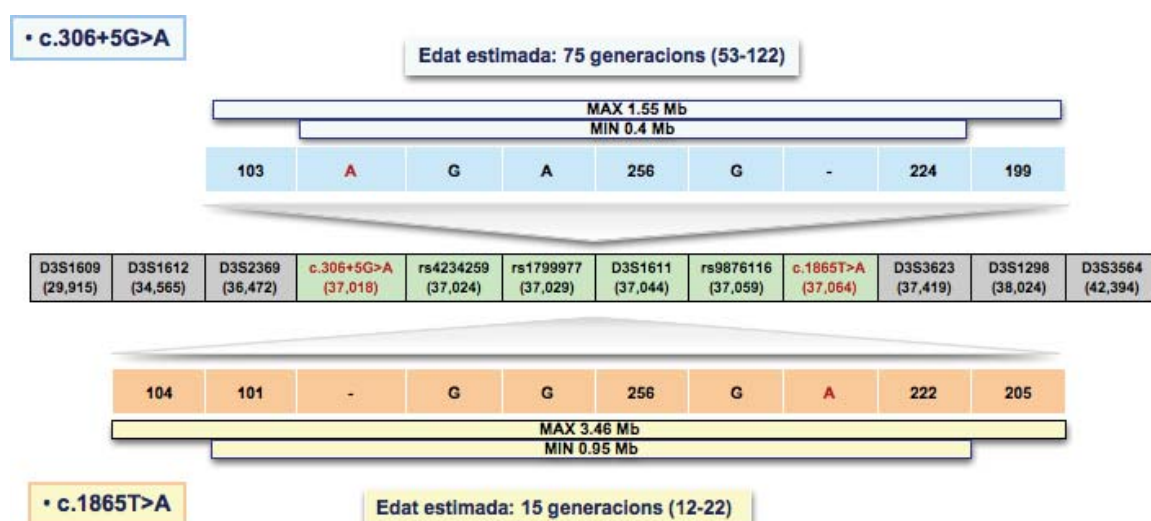 • c.306+5G>A
Edat estimada: 75 generacions (53-122)
MAX 1.55 Mb
MIN 0.4 Mb
103 A G A 256 G - 224 199
D3S1609 D3S1612 D3S2369 c.306+5G>A rs4234259 rs1799977 D3S1611 rs9876116 c.1865T>A D3S3623 D3S1298 D3S3564
(29,915) (34,565) (36,472) (37,018) (37,024) (37,029) (37,044) (37,059) (37,064) (37,419) (38,024) (42,394)
104 101 - G G 256 G A 222 205
MAX 3.46 Mb
MIN 0.95 Mb
• c.1865T>A
Edat estimada: 15 generacions (12-22)